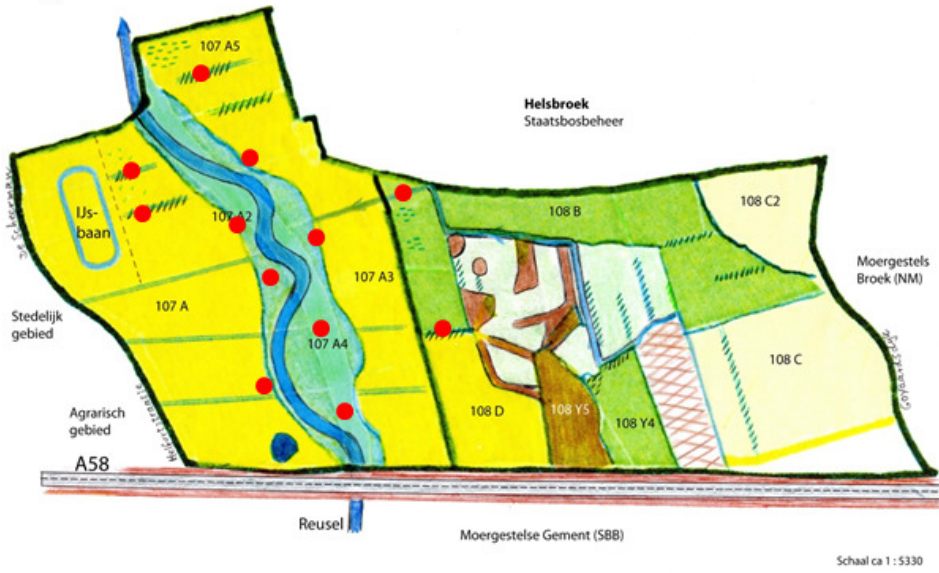 107 A5
Helsbroek
Staatsbosbeheer
IJs-
baan
107 A2
108 B
108 C2
Moergestels
Broek (NM)
107 A3
107 A
Stedelijk
gebied
107 A4
108 C
Agrarisch
gebied
108 D
108 Y5
108 Y4
A58
Reusel
Moergestelse Gement (SBB)
Schaal ca 1 : 5330